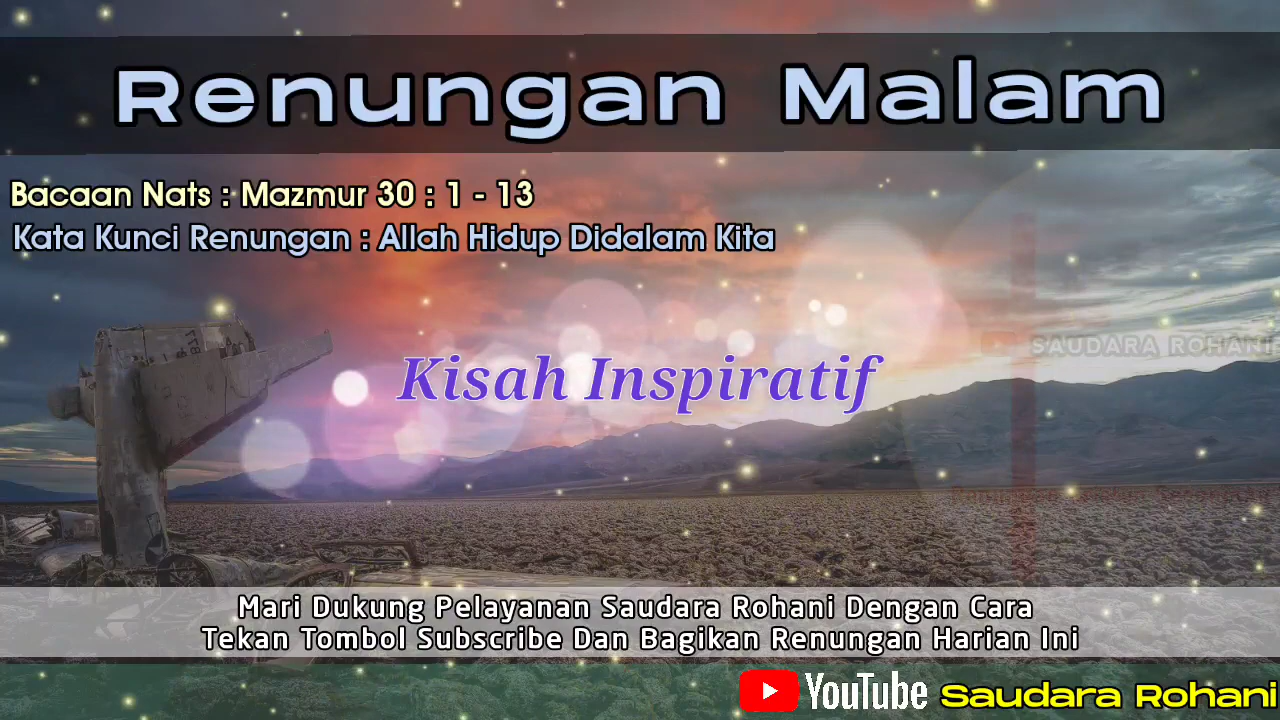 Renungan Malam
Bacaan Nats : Mazmur 30 : 1 - 13
Kata Kunci Renungan : Allah Hidup Didalam Kita
SAUDARA ROHANI
Kisah Inspiratif
Mari Dukung Pelayanan Saudara Rohani Dengan Cara
Tekan Tombol Subscribe Dan Bagikan Renungan Harian Ini
YouTube Saudara Rohani